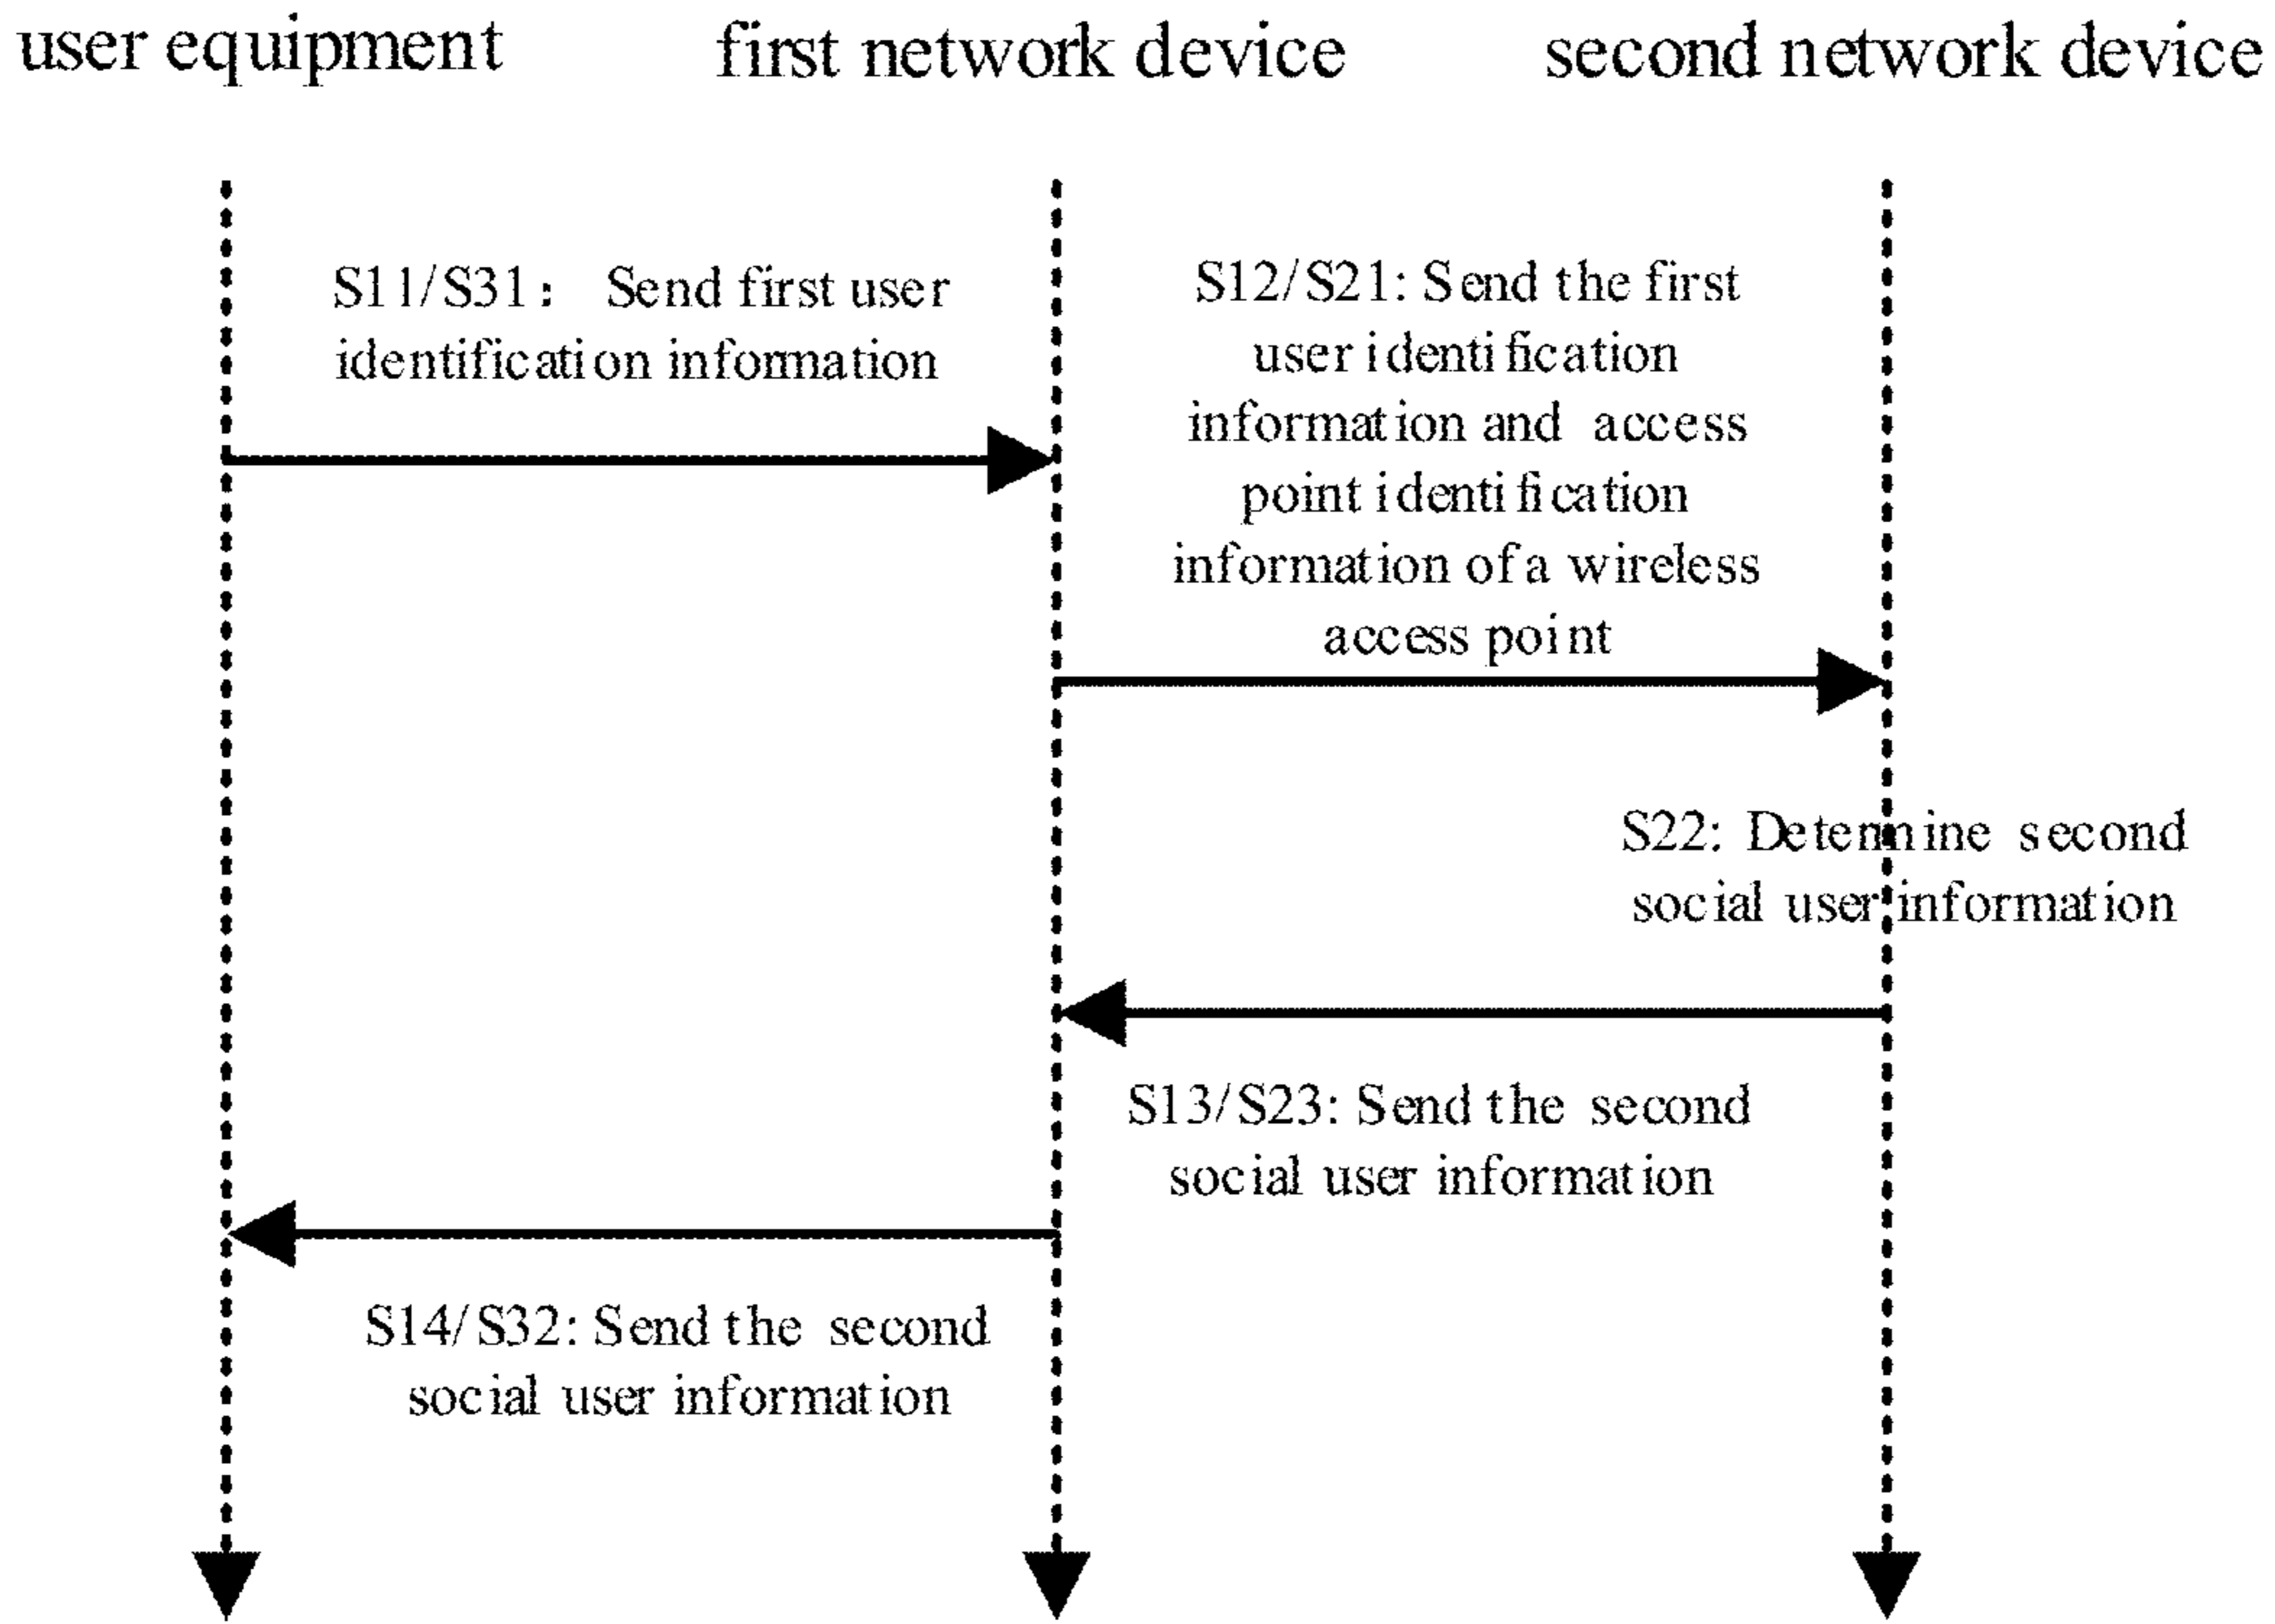 user equipment
first network device
second network device
S11/S31： Send first user
identification information
S12/S21: Send the first
user identification
information and access
point identification
information of a wireless
access point
S22: Determine second
social user information
S13/S23: Send the second
social user information
S14/S32: Send the second
social user information